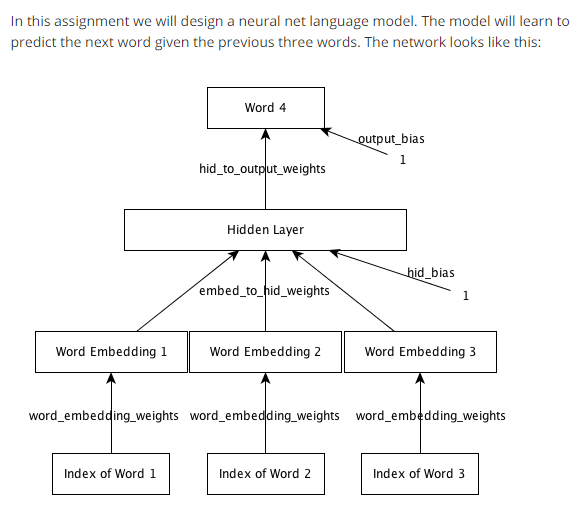 In this assignment we will design a neural net language model. The model will learn to
predict the next word given the previous three words. The network looks like this:
Word 4
output_bias
1
hid_to_output_weights
Hidden Layer
hid_bias
1
embed_to_hid_weights
Word Embedding 1
Word Embedding 2
Word Embedding 3
word_embedding_weights
word_embedding_weights
word_embedding_weights
Index of Word 1
Index of Word 2
Index of Word 3